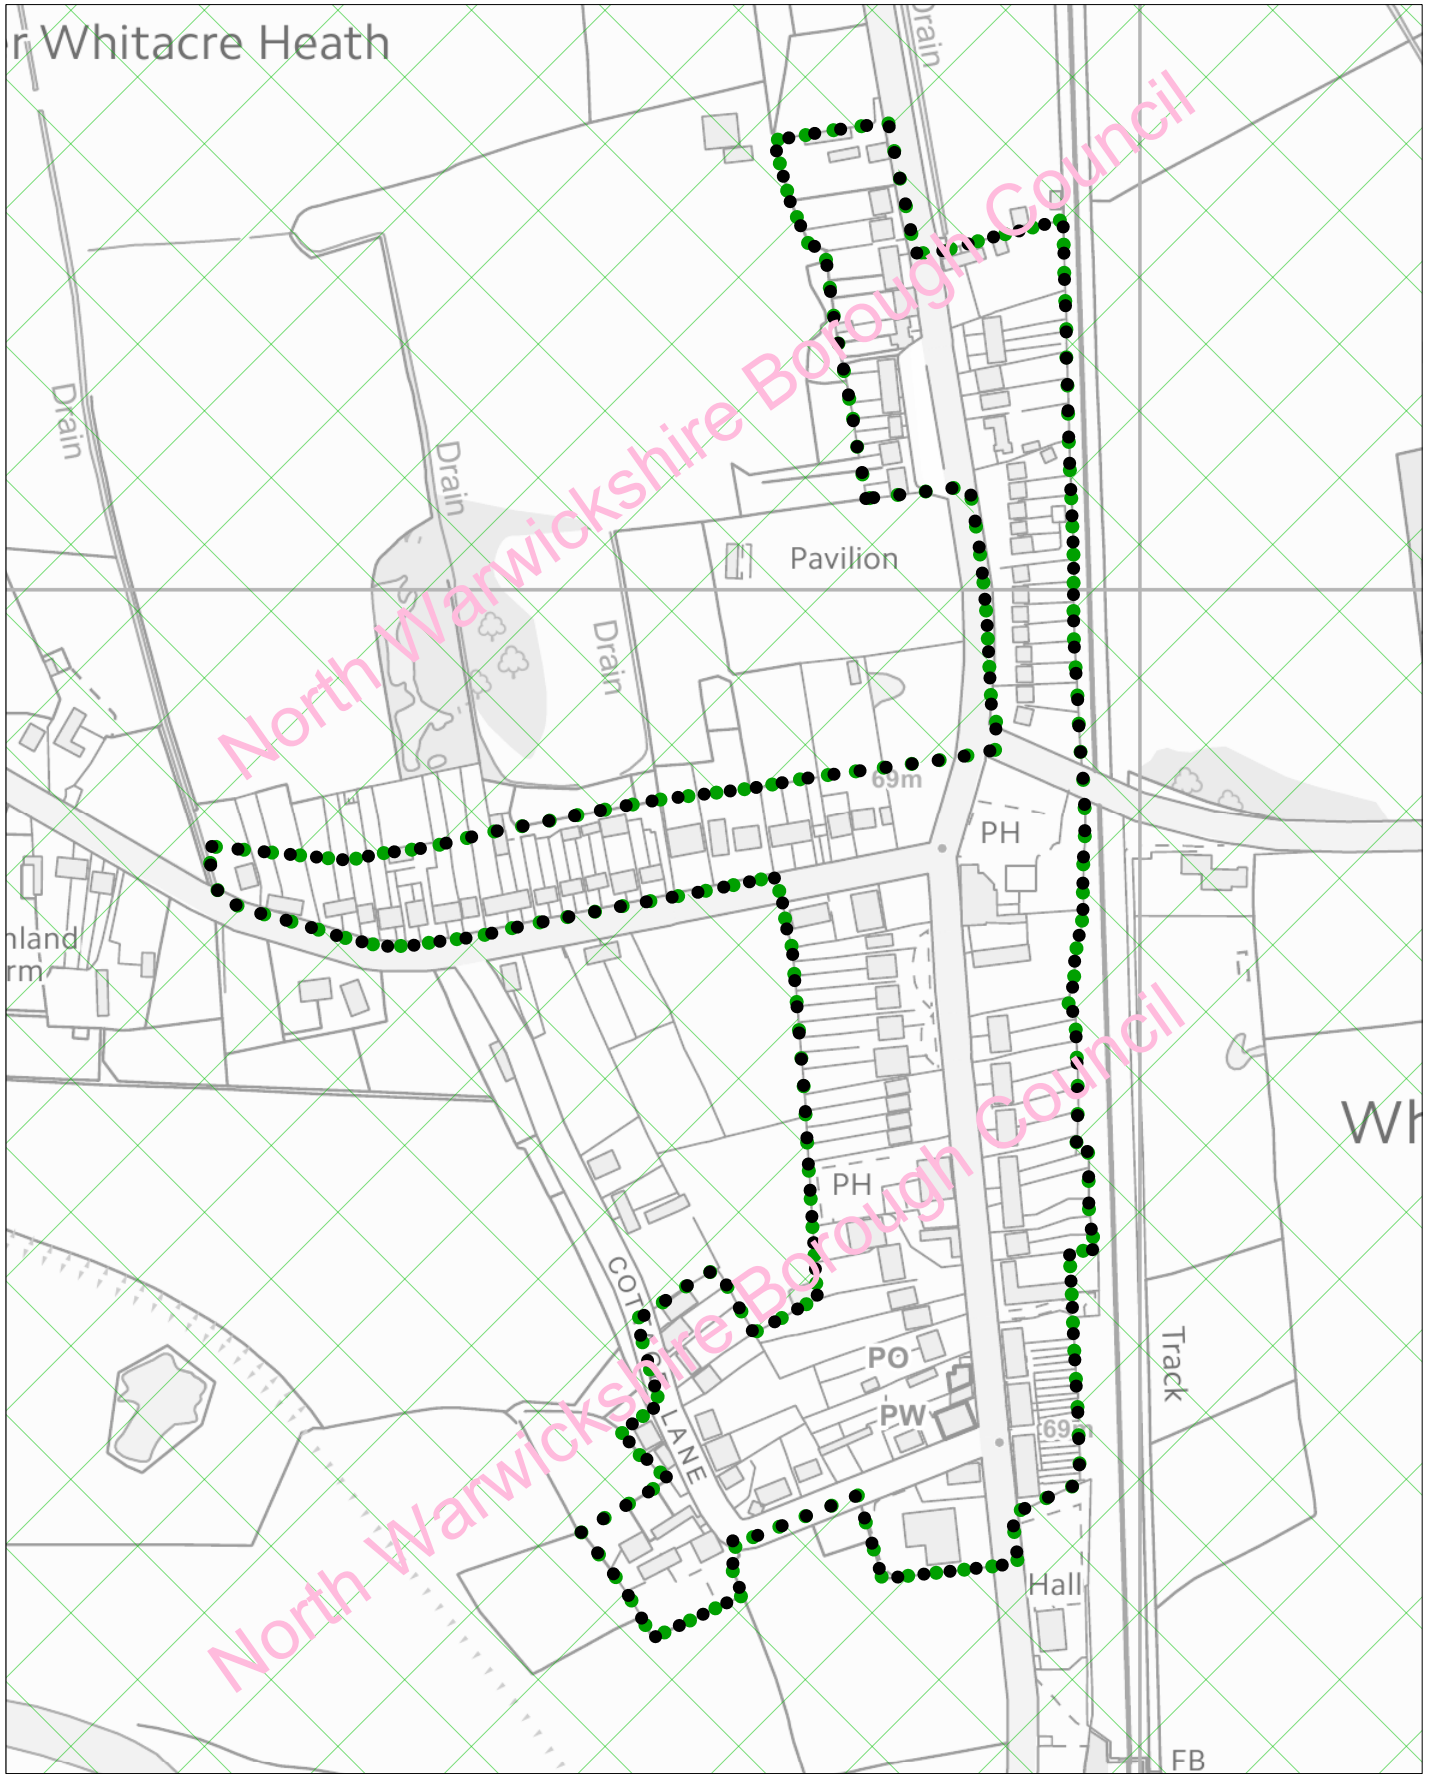 r Whitacre Heath
Drain
North Warwickshire Borough Council
Drain
Drain
Pavilion
Drain
69m
PH
nland
rm
Wh
PH
North Warwickshire Borough Council
COT
LANE
PO
PW
Track
69m
Hall
FB